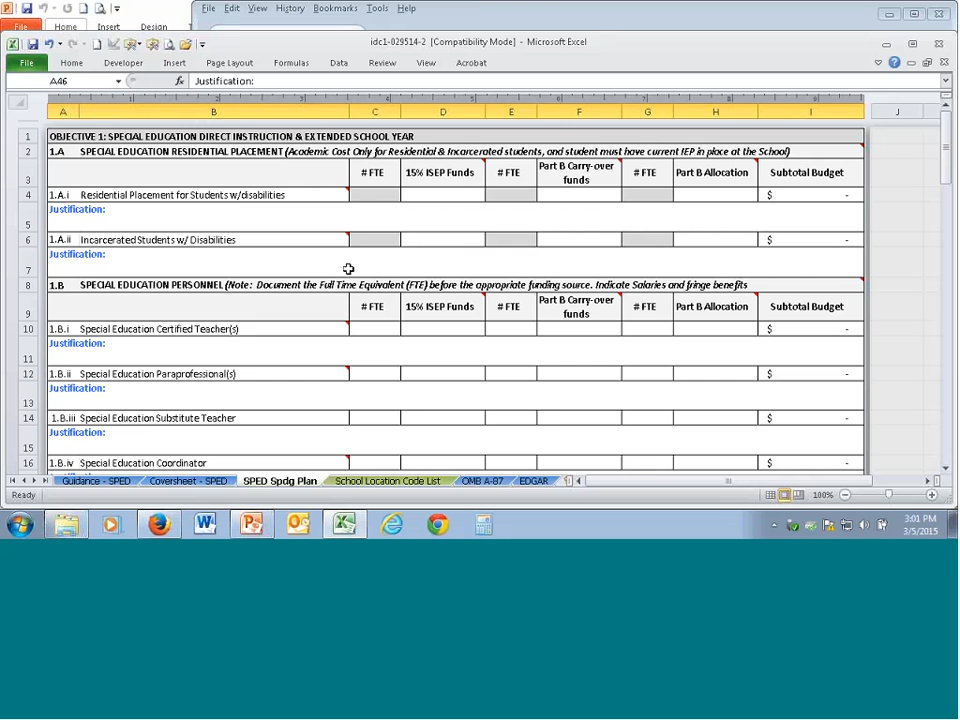 File Edit View History Bookmarks Tools Help
File Home Insert Design
idc1-029514-2 [Compatibility Mode] - Microsoft Excel
File Home Developer Insert Page Layout Formulas Data Review View Acrobat
A46 fx Justification:
A B C D E F G H I J
1 OBJECTIVE 1: SPECIAL EDUCATION DIRECT INSTRUCTION & EXTENDED SCHOOL YEAR
2 1.A SPECIAL EDUCATION RESIDENTIAL PLACEMENT (Academic Cost Only for Residential & Incarcerated students, and student must have current IEP in place at the School)
3 # FTE 15% ISEP Funds # FTE Part B Carry-over funds # FTE Part B Allocation Subtotal Budget
4 1.A.i Residential Placement for Students w/disabilities $ -
5 Justification:
6 1.A.ii Incarcerated Students w/ Disabilities $ -
7 Justification:
8 1.B SPECIAL EDUCATION PERSONNEL (Note: Document the Full Time Equivalent (FTE) before the appropriate funding source. Indicate Salaries and fringe benefits
9 # FTE 15% ISEP Funds # FTE Part B Carry-over funds # FTE Part B Allocation Subtotal Budget
10 1.B.i Special Education Certified Teacher(s) $ -
11 Justification:
12 1.B.ii Special Education Paraprofessional(s) $ -
13 Justification:
14 1.B.iii Special Education Substitute Teacher $ -
15 Justification:
16 1.B.iv Special Education Coordinator $ -
Guidance - SPED Coversheet - SPED SPED Spdg Plan School Location Code List OMB A-87 EDGAR
Ready 100%
3:01 PM
3/5/2015